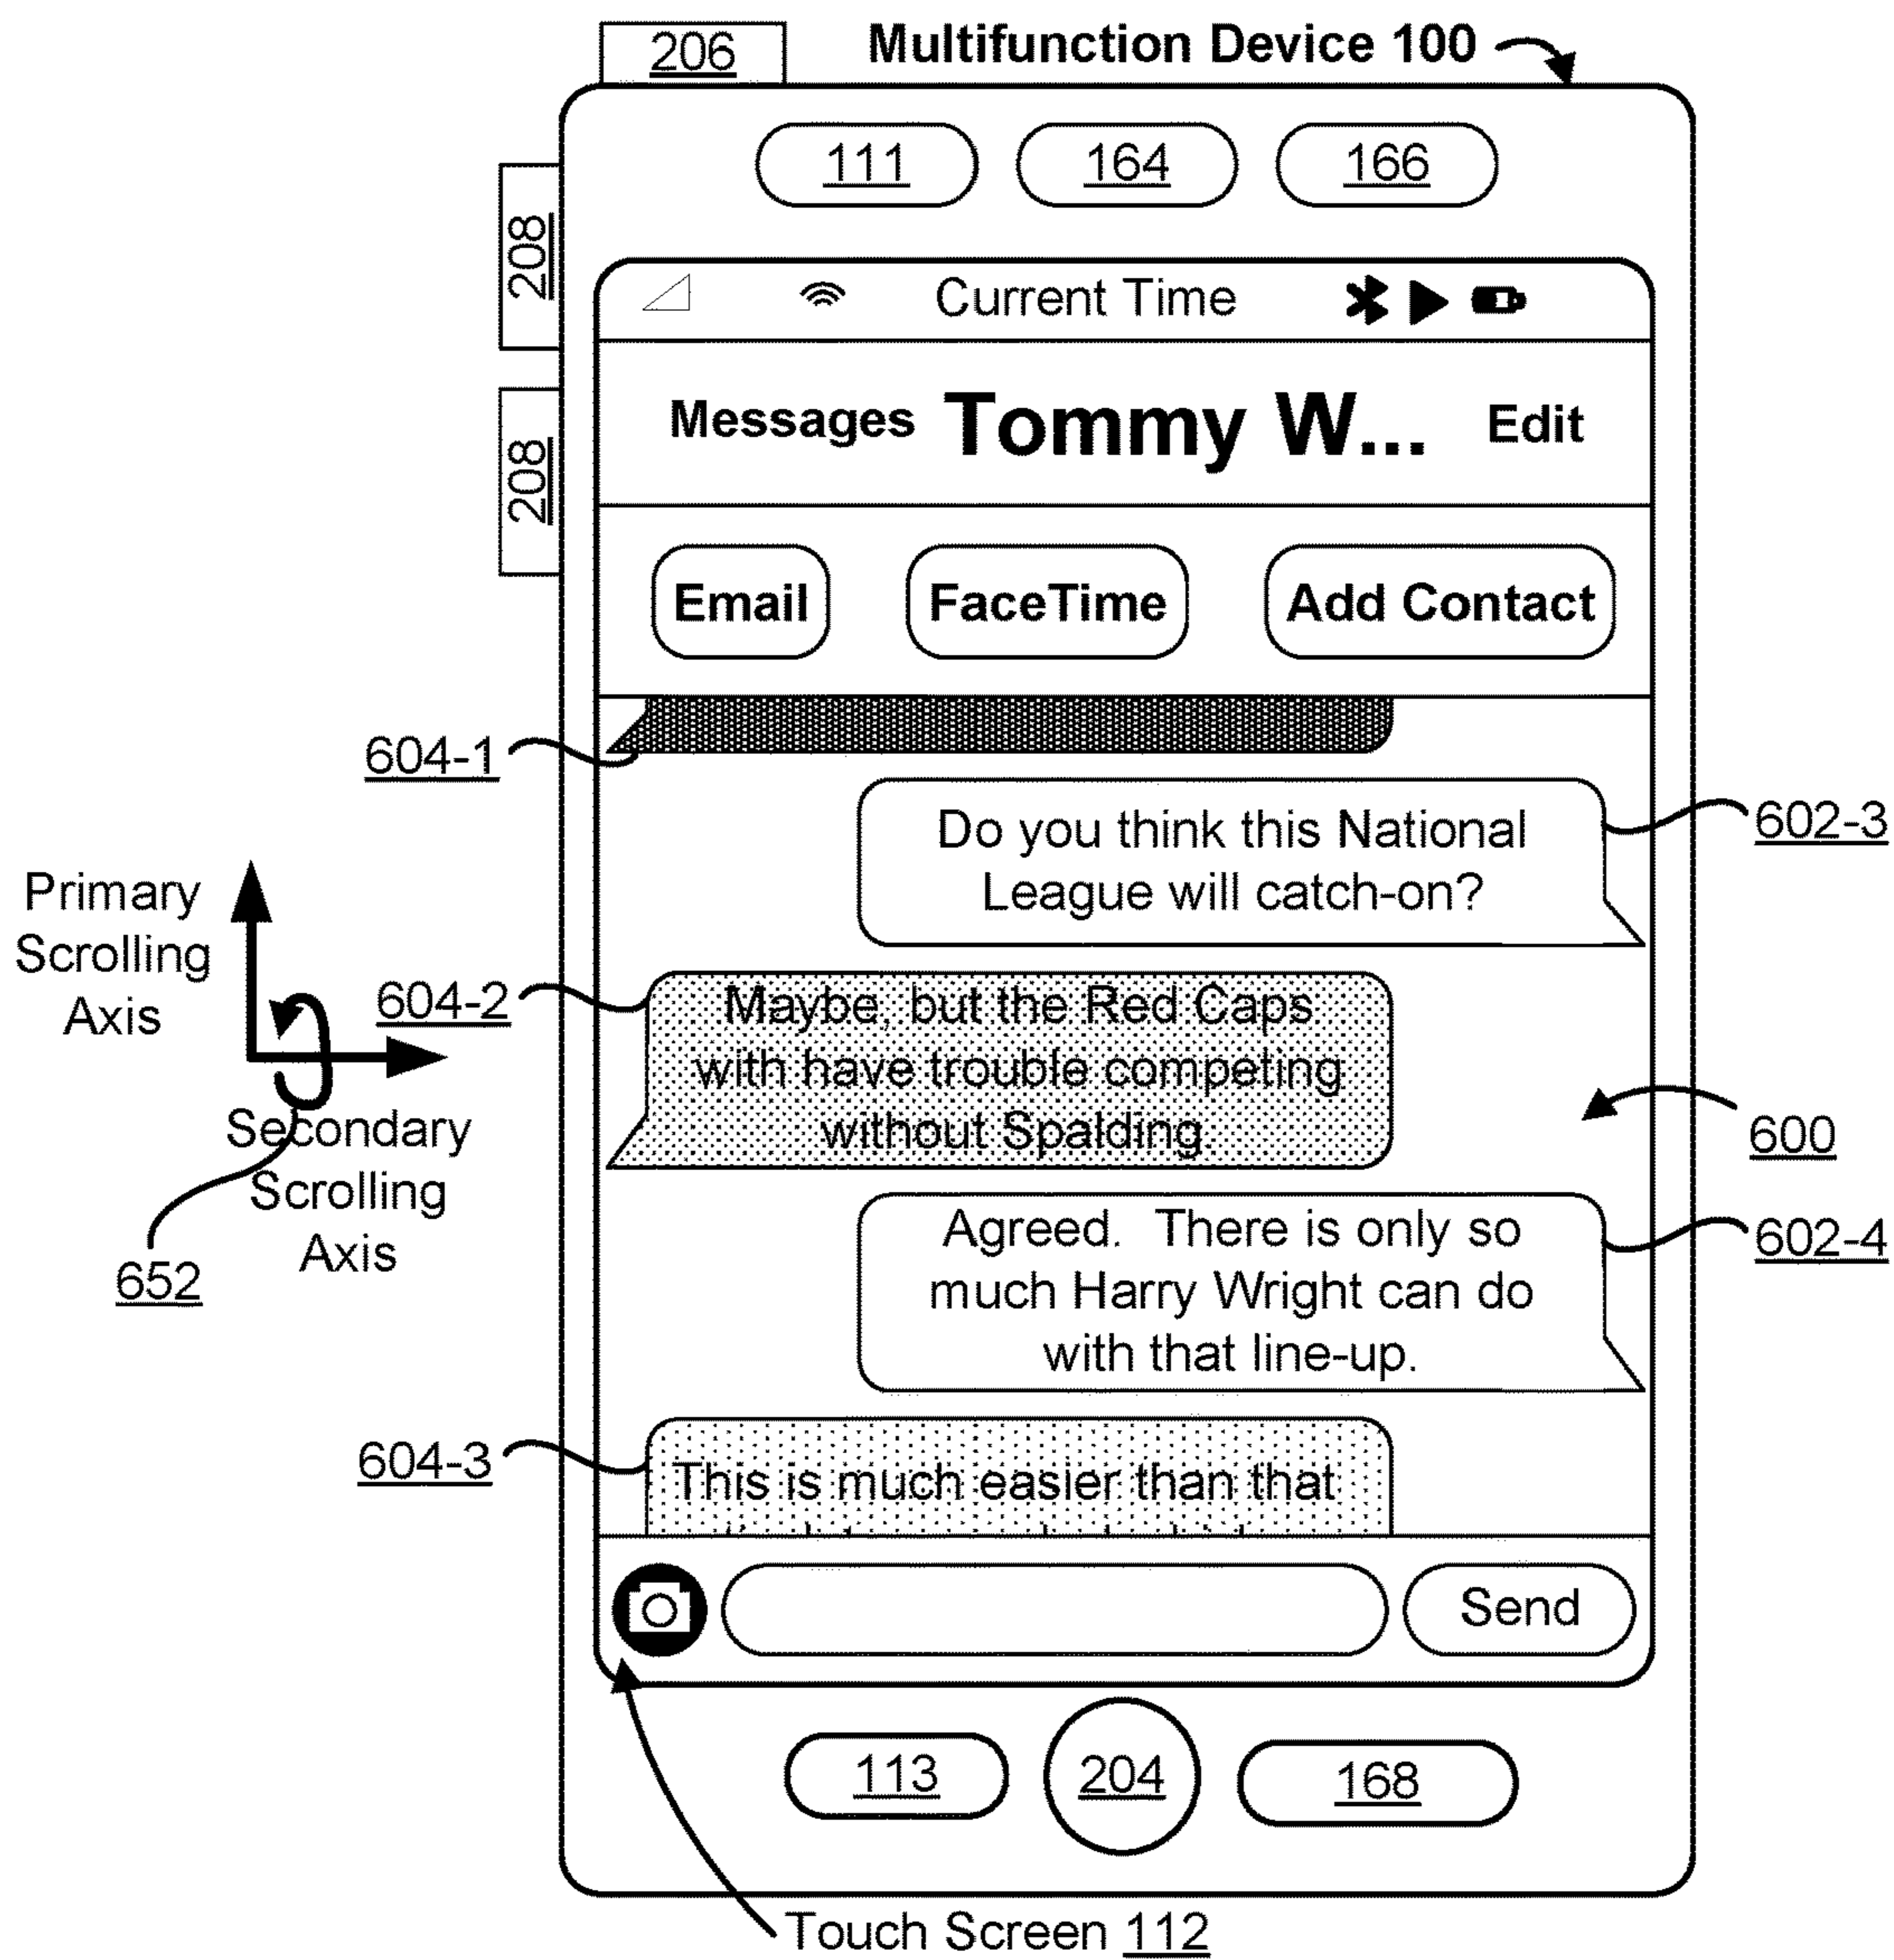 206
Multifunction Device 100
111
164
166
208
208
Current Time
Messages
Tommy W...
Edit
Email
FaceTime
Add Contact
604-1
Do you think this National
League will catch-on?
602-3
Primary
Scrolling
Axis
604-2
Maybe, but the Red Caps
with have trouble competing
without Spalding.
600
Secondary
Scrolling
Axis
652
Agreed. There is only so
much Harry Wright can do
with that line-up.
602-4
604-3
This is much easier than that
Send
113
204
168
Touch Screen 112